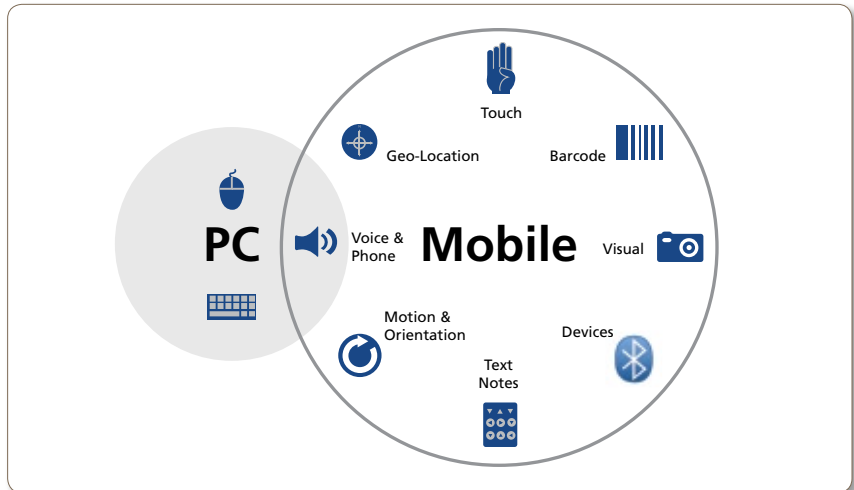 Touch
Geo-Location
Barcode
PC
Voice &
Phone
Mobile
Visual
Motion &
Orientation
Devices
Text
Notes